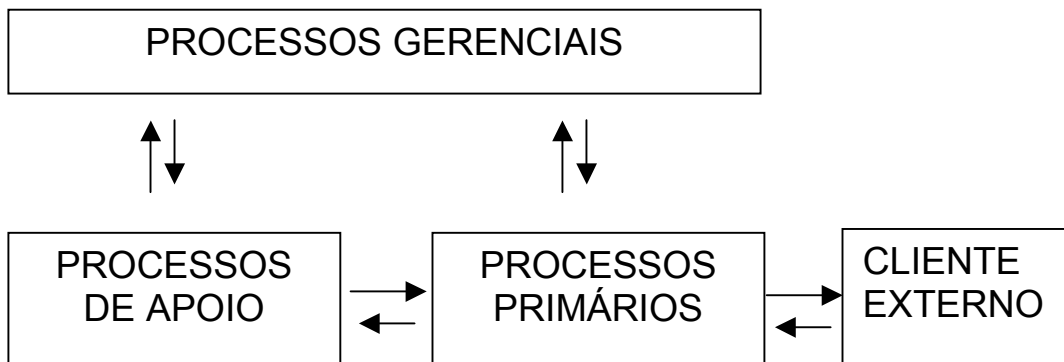 PROCESSOS GERENCIAIS
PROCESSOS
DE APOIO
PROCESSOS
PRIMÁRIOS
CLIENTE
EXTERNO